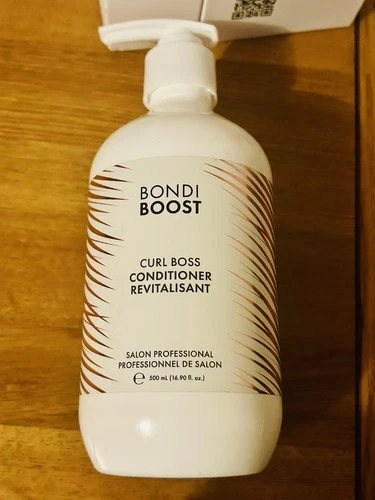 BONDI
BOOST
CURL BOSS
CONDITIONER
REVITALISANT
SALON PROFESSIONAL
PROFESSIONNEL DE SALON
℮ 500 mL (16.90 fl. oz.)